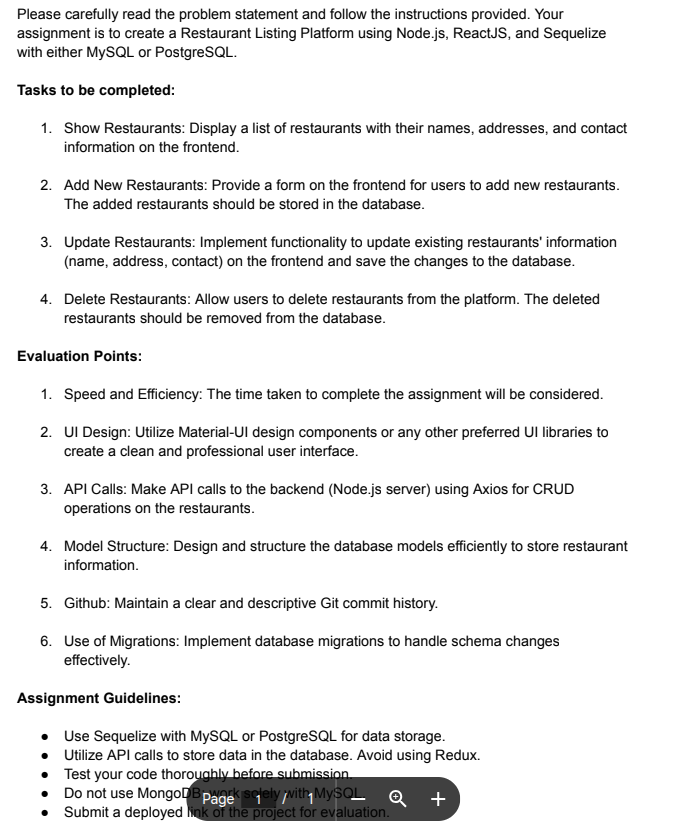 Please carefully read the problem statement and follow the instructions provided. Your
assignment is to create a Restaurant Listing Platform using Node.js, ReactJS, and Sequelize
with either MySQL or PostgreSQL.
Tasks to be completed:
1. Show Restaurants: Display a list of restaurants with their names, addresses, and contact
information on the frontend.
2. Add New Restaurants: Provide a form on the frontend for users to add new restaurants.
The added restaurants should be stored in the database.
3. Update Restaurants: Implement functionality to update existing restaurants' information
(name, address, contact) on the frontend and save the changes to the database.
4. Delete Restaurants: Allow users to delete restaurants from the platform. The deleted
restaurants should be removed from the database.
Evaluation Points:
1. Speed and Efficiency: The time taken to complete the assignment will be considered.
2. UI Design: Utilize Material-UI design components or any other preferred UI libraries to
create a clean and professional user interface.
3. API Calls: Make API calls to the backend (Node.js server) using Axios for CRUD
operations on the restaurants.
4. Model Structure: Design and structure the database models efficiently to store restaurant
information.
5. Github: Maintain a clear and descriptive Git commit history.
6. Use of Migrations: Implement database migrations to handle schema changes
effectively.
Assignment Guidelines:
● Use Sequelize with MySQL or PostgreSQL for data storage.
● Utilize API calls to store data in the database. Avoid using Redux.
● Test your code thoroughly before submission.
● Do not use MongoDB, work solely with MySQL.
● Submit a deployed link of the project for evaluation.
Page 1 / 1 — +